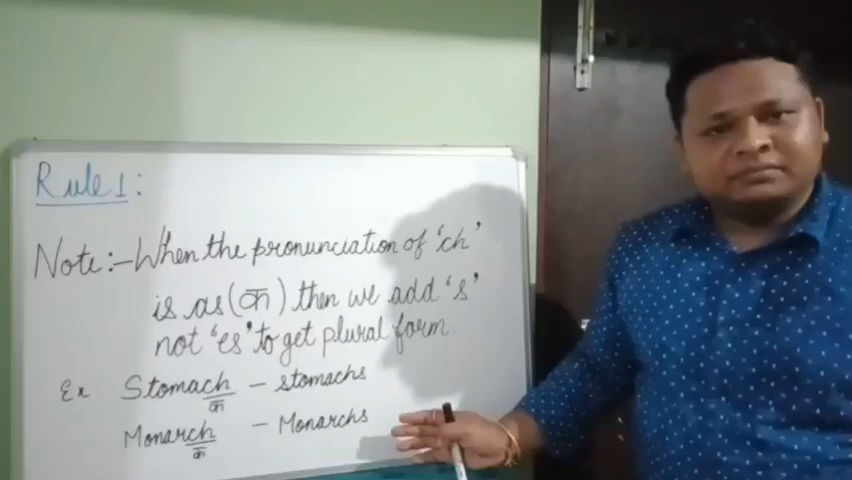 Rule 1:
Note:- When the pronunciation of 'ch'
is as (क) then we add 's'
not 'es' to get plural form.
Ex Stomach - stomachs
क
Monarch - Monarchs
क